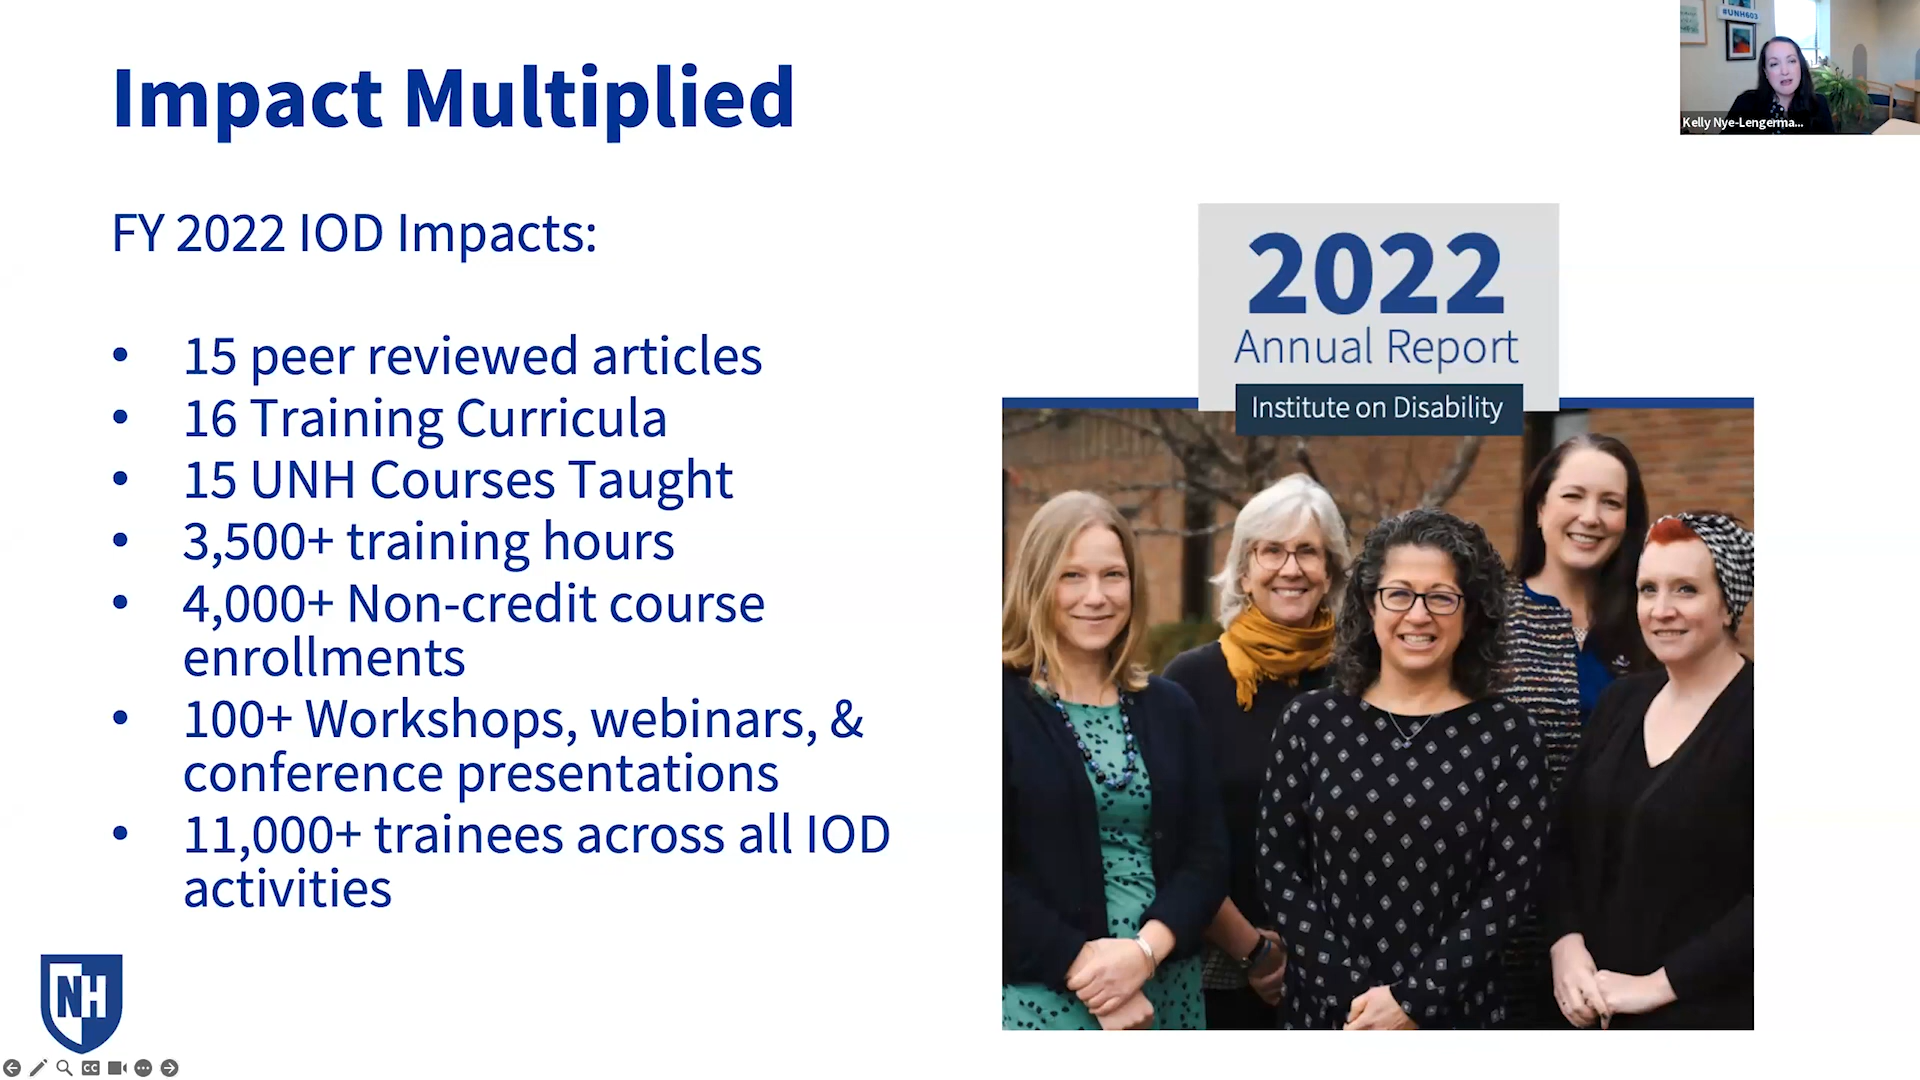 Impact Multiplied
#UNH603
Kelly Nye-Lengerma...
FY 2022 IOD Impacts:
• 15 peer reviewed articles
• 16 Training Curricula
• 15 UNH Courses Taught
• 3,500+ training hours
• 4,000+ Non-credit course
enrollments
• 100+ Workshops, webinars, &
conference presentations
• 11,000+ trainees across all IOD
activities
2022
Annual Report
Institute on Disability
NH
CC